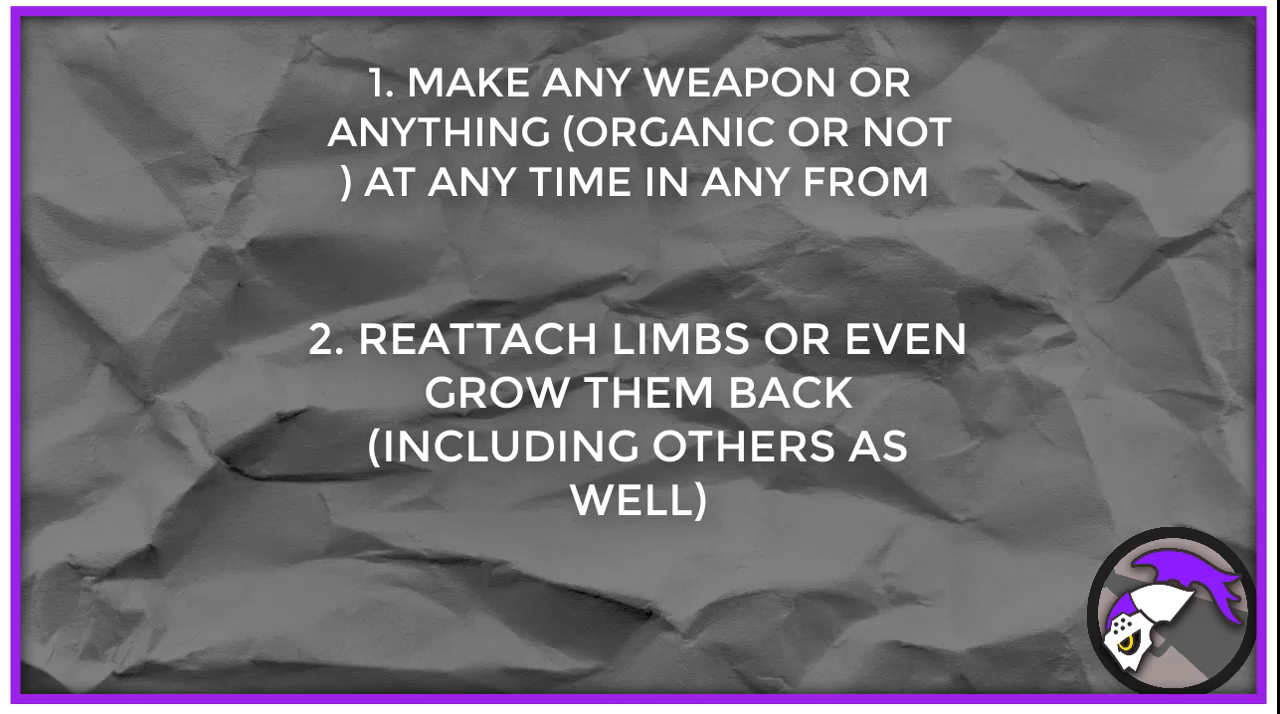 1. MAKE ANY WEAPON OR
ANYTHING (ORGANIC OR NOT
) AT ANY TIME IN ANY FROM
2. REATTACH LIMBS OR EVEN
GROW THEM BACK
(INCLUDING OTHERS AS
WELL)